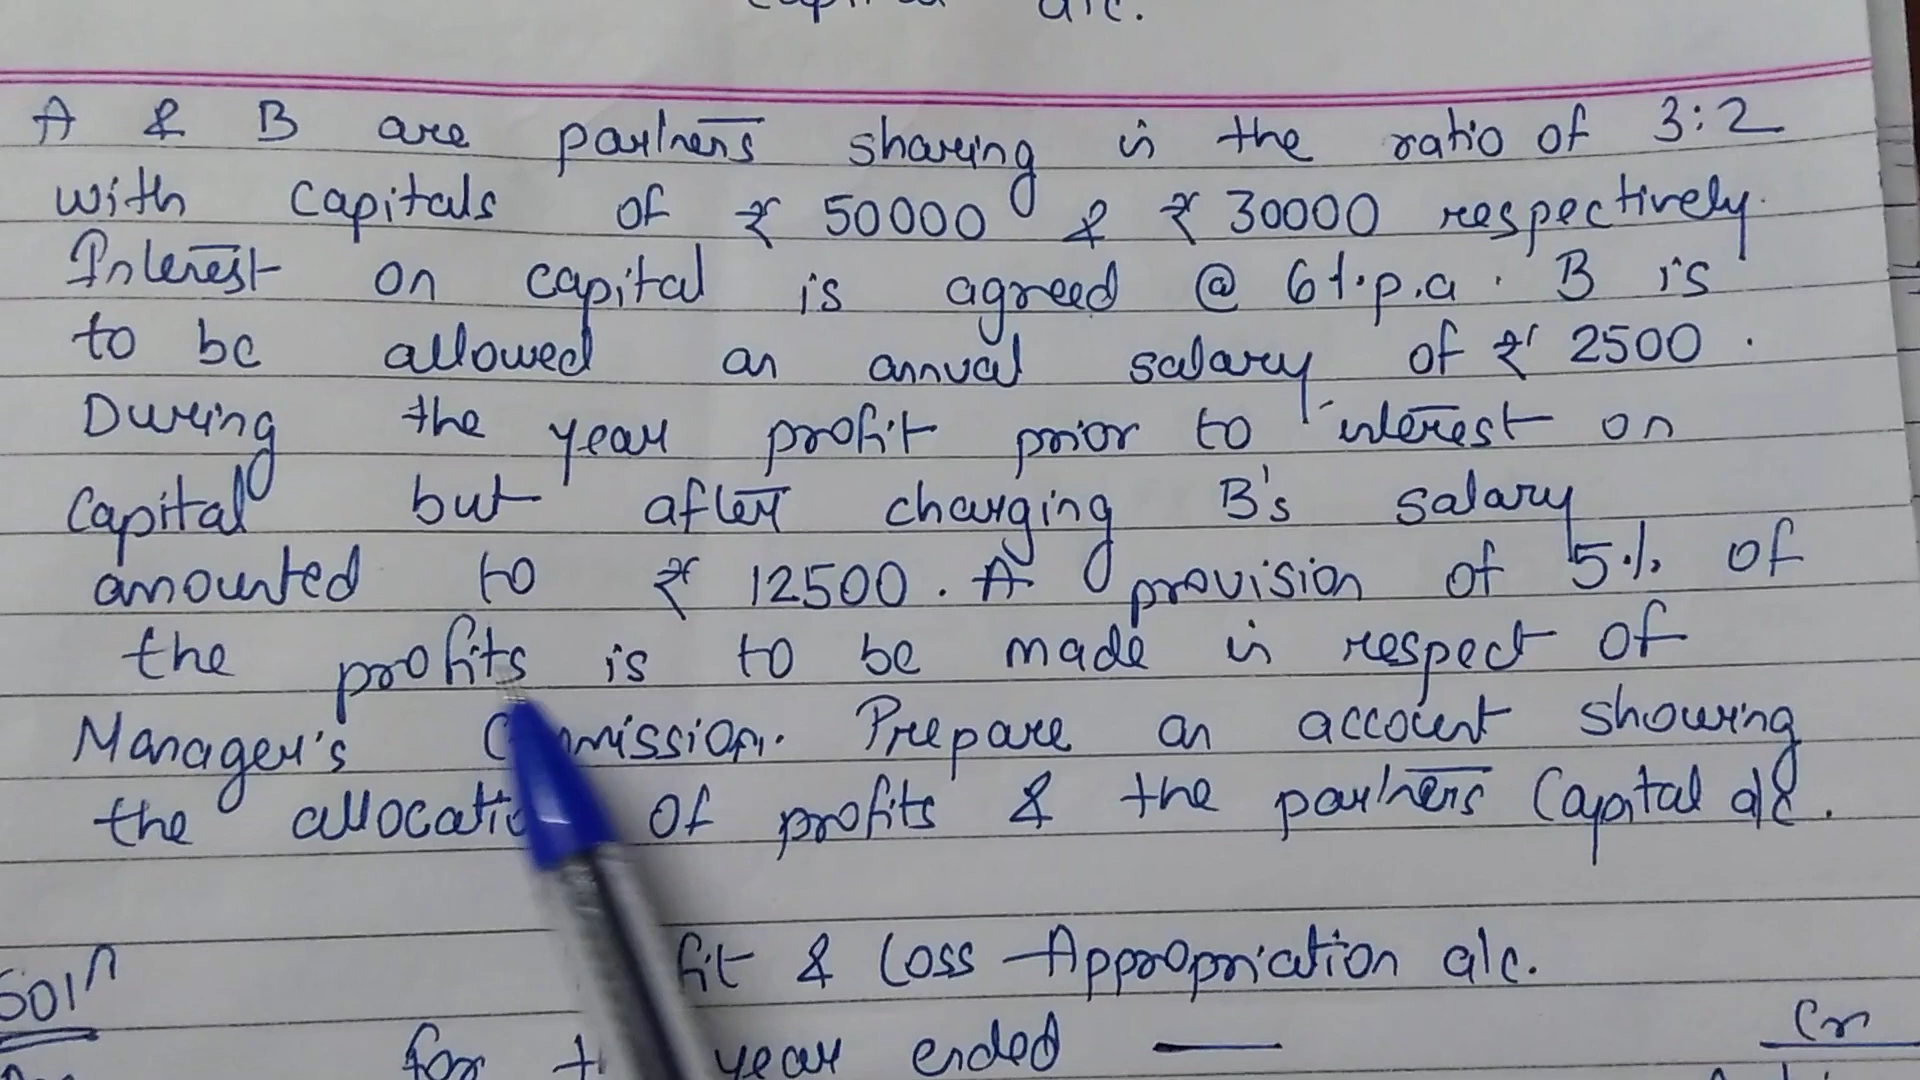 capital a/c.
A & B are partners sharing in the ratio of 3:2
with capitals of ₹ 50000 & ₹ 30000 respectively.
Interest on capital is agreed @ 6%.p.a. B is
to be allowed an annual salary of ₹ 2500.
During the year profit prior to interest on
Capital but after charging B's salary
amounted to ₹ 12500. A provision of 5% of
the profits is to be made in respect of
Manager's Commission. Prepare an account showing
the allocation of profits & the partners Capital a/c.
Soln
fit & Loss Appropriation a/c.
for year ended —
Cr